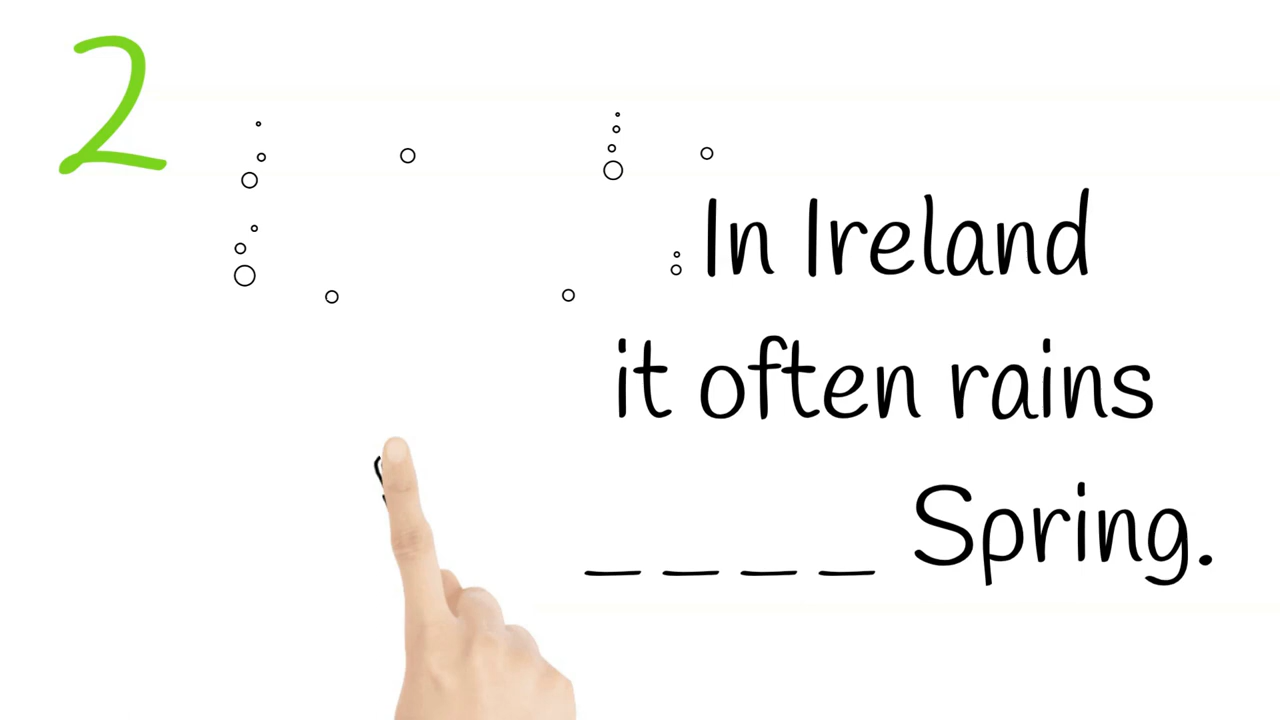 2
In Ireland
it often rains
_ _ _ _ Spring.